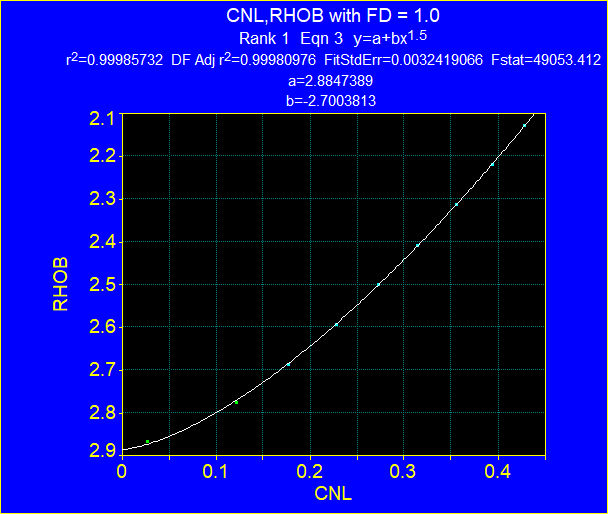 CNL,RHOB with FD = 1.0
Rank 1 Eqn 3 y=a+bx^1.5
r²=0.99985732 DF Adj r²=0.99980976 FitStdErr=0.0032419066 Fstat=49053.412
a=2.8847389
b=-2.7003813
2.1
2.2
2.3
2.4
2.5
2.6
2.7
2.8
2.9
RHOB
0 0.1 0.2 0.3 0.4
CNL